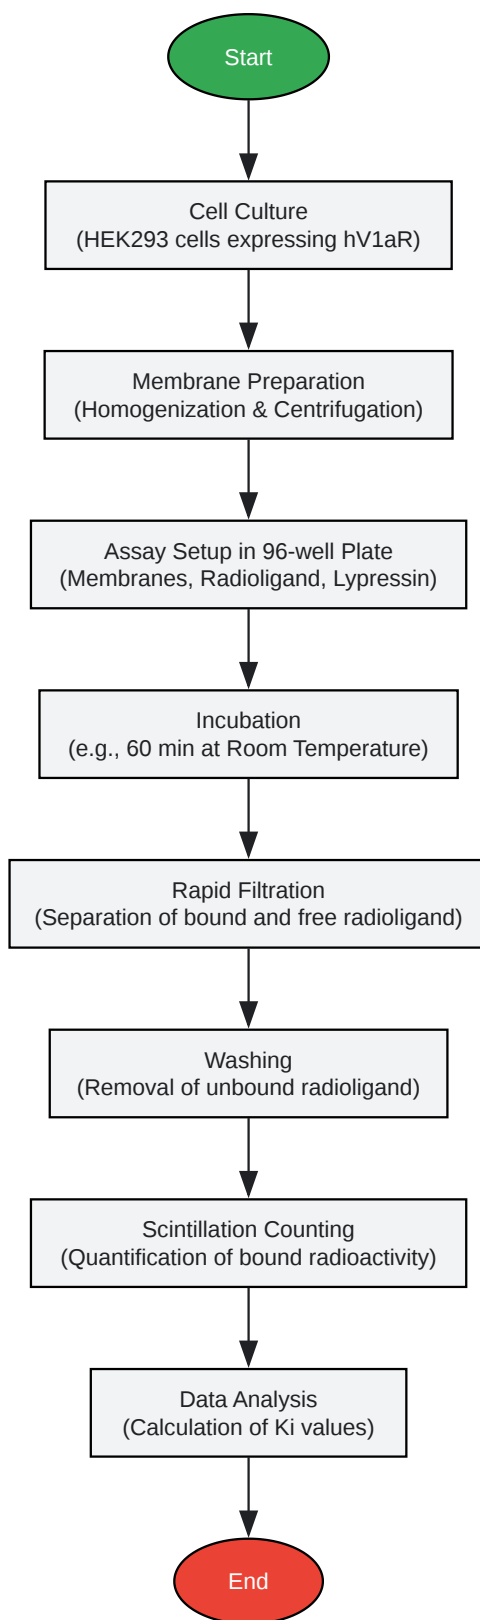 Start
Cell Culture
(HEK293 cells expressing hV1aR)
Membrane Preparation
(Homogenization & Centrifugation)
Assay Setup in 96-well Plate
(Membranes, Radioligand, Lypressin)
Incubation
(e.g., 60 min at Room Temperature)
Rapid Filtration
(Separation of bound and free radioligand)
Washing
(Removal of unbound radioligand)
Scintillation Counting
(Quantification of bound radioactivity)
Data Analysis
(Calculation of Ki values)
End